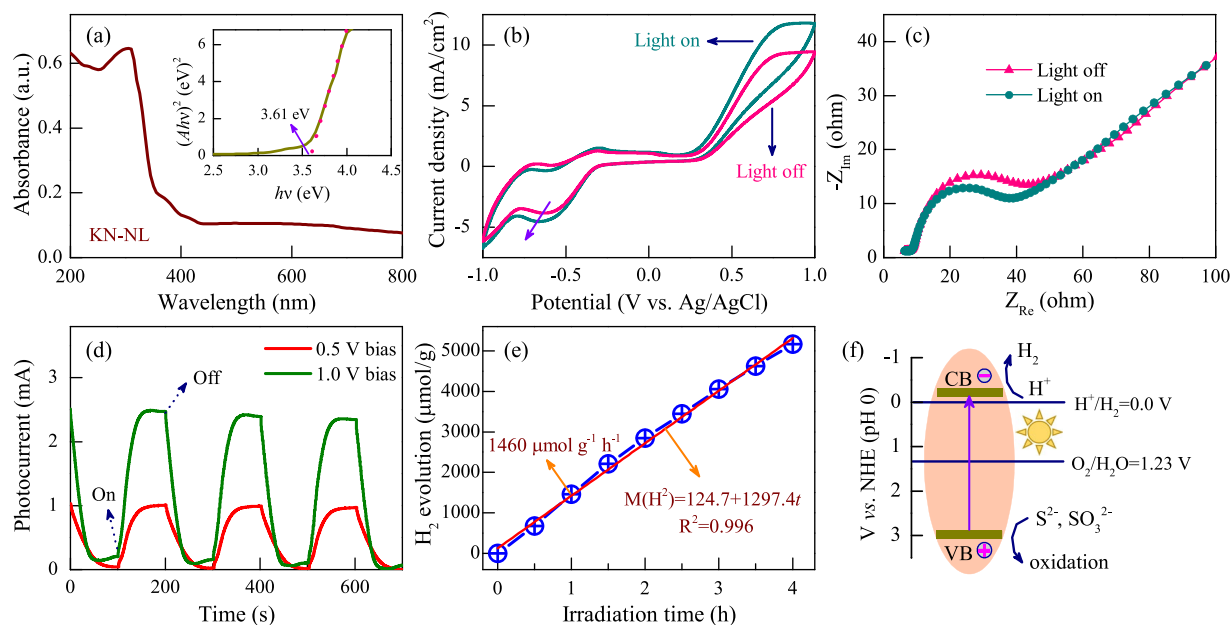 (a)
Absorbance (a.u.)
0.8
0.6
0.4
0.2
0.0
KN-NL
200 400 600 800
Wavelength (nm)
(Ahν)² (eV)²
6
4
2
0
3.61 eV
2.5 3.0 3.5 4.0 4.5
hν (eV)
(b)
Current density (mA/cm²)
10
5
0
-5
Light on
Light off
-1.0 -0.5 0.0 0.5 1.0
Potential (V vs. Ag/AgCl)
(c)
-Z_Im (ohm)
40
30
20
10
0
Light off
Light on
0 20 40 60 80 100
Z_Re (ohm)
(d)
Photocurrent (mA)
3
2
1
0
0.5 V bias
1.0 V bias
Off
On
0 200 400 600
Time (s)
(e)
H₂ evolution (μmol/g)
5000
4000
3000
2000
1000
0
1460 μmol g⁻¹ h⁻¹
M(H²)=124.7+1297.4t
R²=0.996
0 1 2 3 4
Irradiation time (h)
(f)
V vs. NHE (pH 0)
-1
0
1
2
3
H₂
CB
H⁺
H⁺/H₂=0.0 V
O₂/H₂O=1.23 V
S²⁻, SO₃²⁻
VB
oxidation